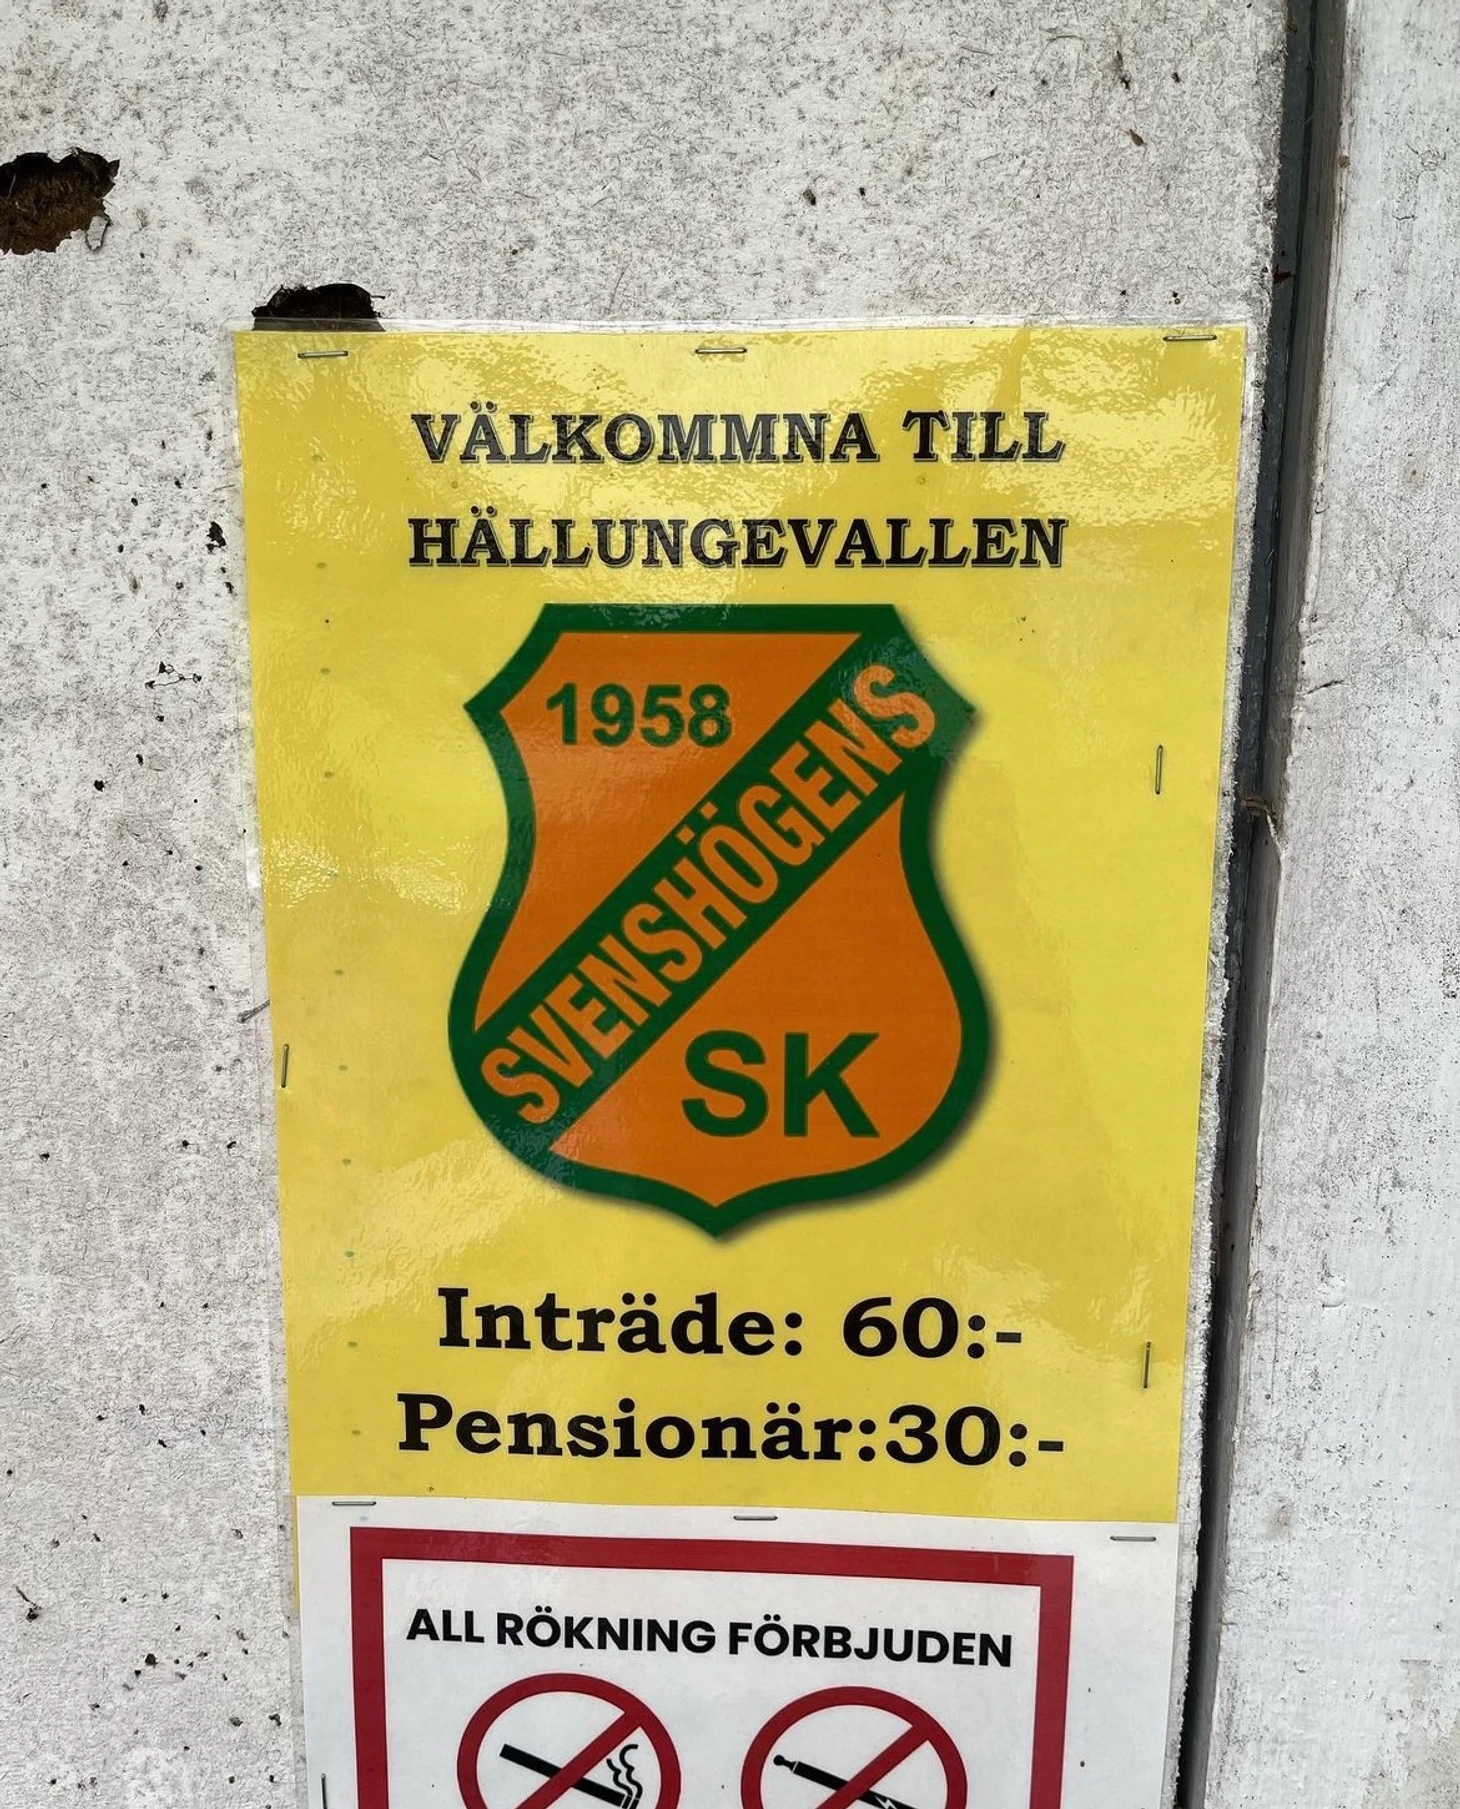 VÄLKOMMNA TILL
HÄLLUNGEVALLEN
1958
SVENSHÖGENS
SK
Inträde: 60:-
Pensionär:30:-
ALL RÖKNING FÖRBJUDEN